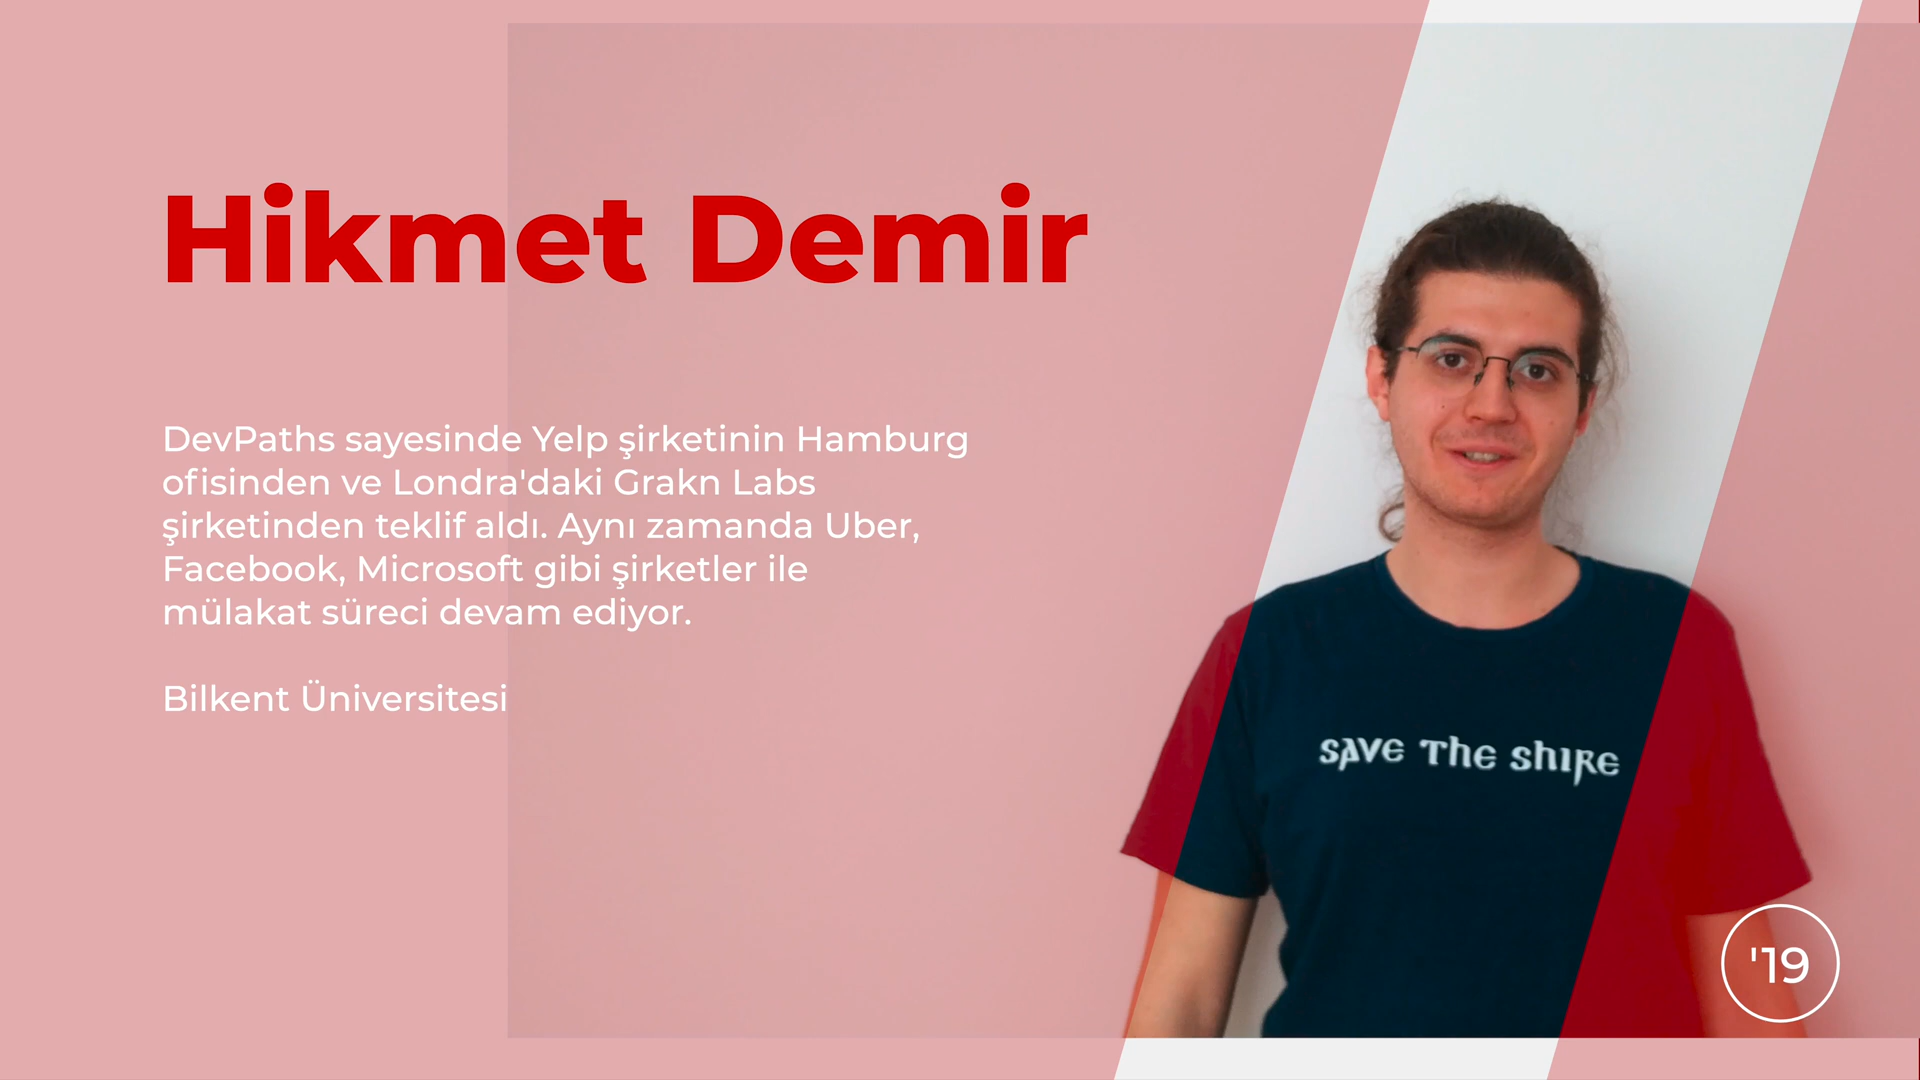 Hikmet Demir
DevPaths sayesinde Yelp şirketinin Hamburg
ofisinden ve Londra'daki Grakn Labs
şirketinden teklif aldı. Aynı zamanda Uber,
Facebook, Microsoft gibi şirketler ile
mülakat süreci devam ediyor.
Bilkent Üniversitesi
SAVE The ShIRE
'19